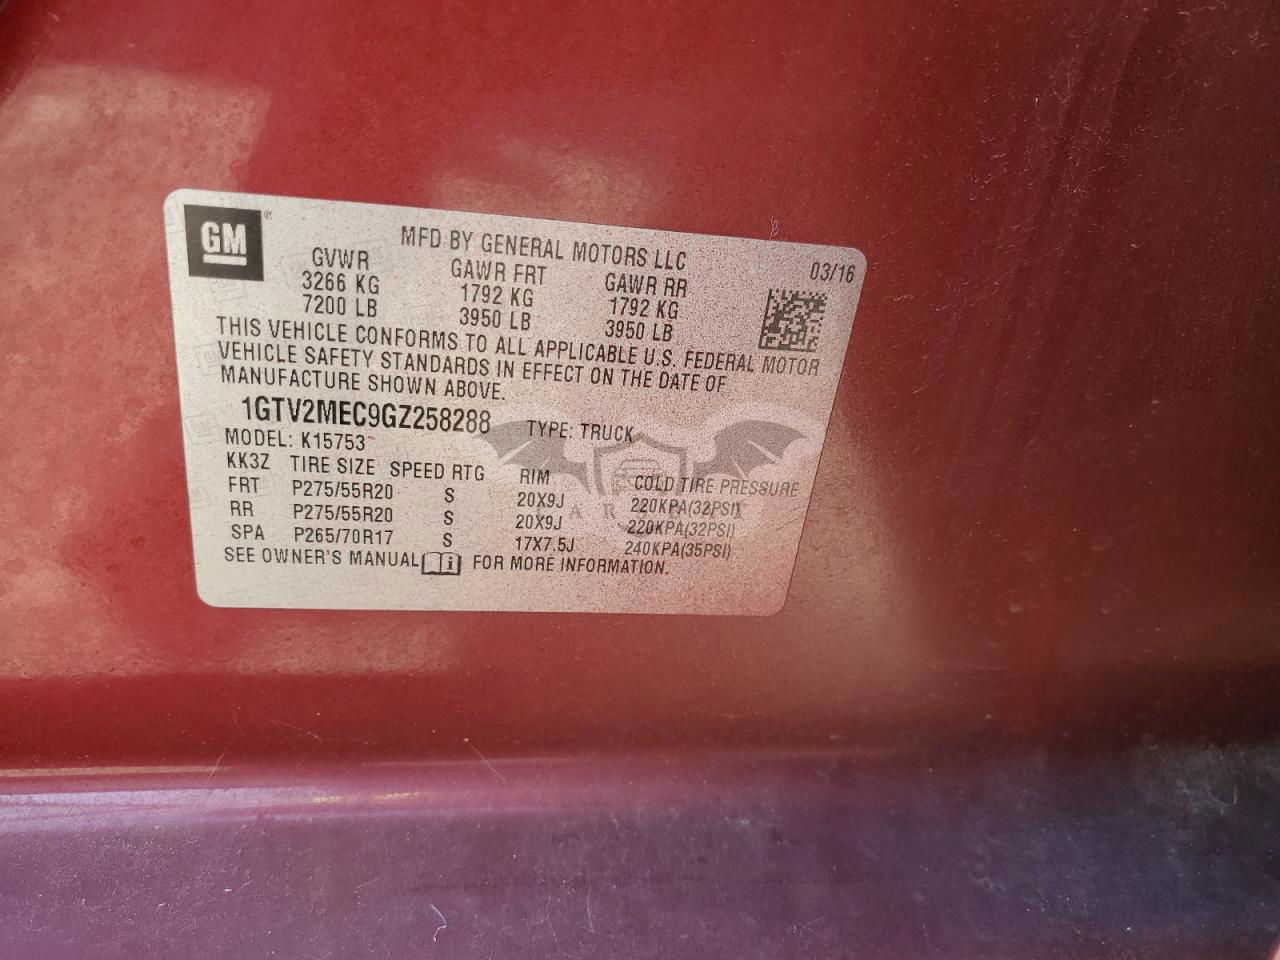 GM ®
MFD BY GENERAL MOTORS LLC
03/16
GVWR GAWR FRT GAWR RR
3266 KG 1792 KG 1792 KG
7200 LB 3950 LB 3950 LB
THIS VEHICLE CONFORMS TO ALL APPLICABLE U.S. FEDERAL MOTOR
VEHICLE SAFETY STANDARDS IN EFFECT ON THE DATE OF
MANUFACTURE SHOWN ABOVE.
1GTV2MEC9GZ258288 TYPE: TRUCK
MODEL: K15753
KK3Z TIRE SIZE SPEED RTG RIM COLD TIRE PRESSURE
FRT P275/55R20 S 20X9J 220KPA(32PSI)
RR P275/55R20 S 20X9J 220KPA(32PSI)
SPA P265/70R17 S 17X7.5J 240KPA(35PSI)
SEE OWNER'S MANUAL FOR MORE INFORMATION.